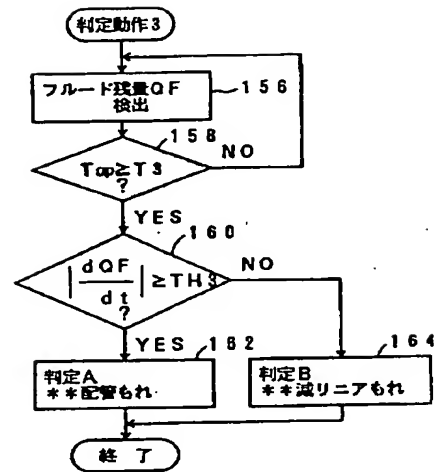 判定動作3
フルード残量QF
検出
156
158
Top≥T3
?
NO
YES
160
|dQF/dt|≥TH3
?
NO
YES
162
164
判定A
**配管もれ
判定B
**減リニアもれ
終了